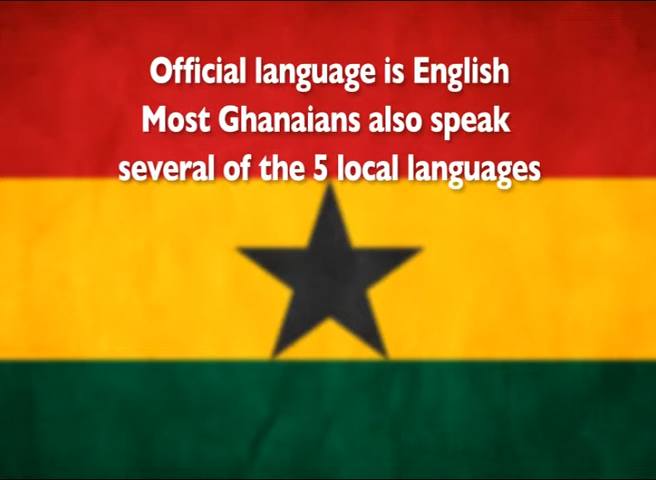 Official language is English
Most Ghanaians also speak
several of the 5 local languages